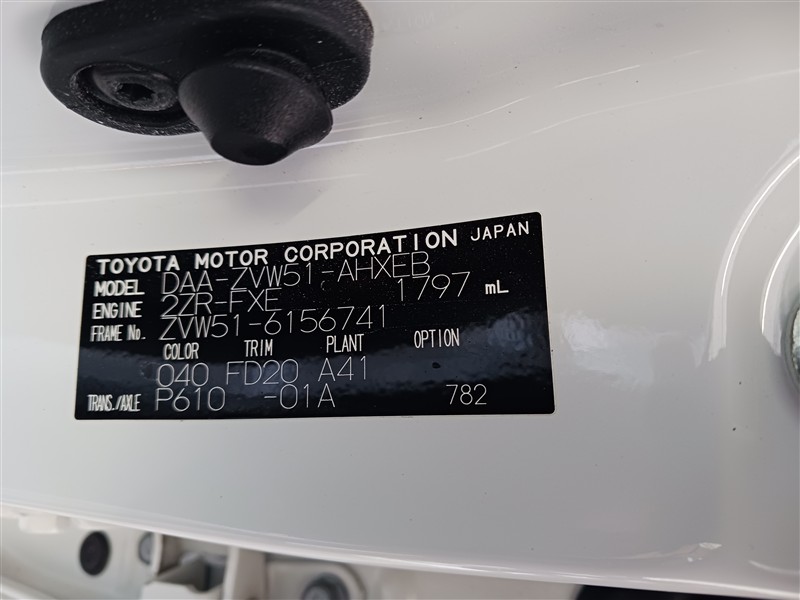 TOYOTA MOTOR CORPORATION JAPAN
MODEL DAA-ZVW51-AHXEB
ENGINE 2ZR-FXE 1797 mL
FRAME No. ZVW51-6156741
COLOR TRIM PLANT OPTION
040 FD20 A41
TRANS./AXLE P610 -01A 782